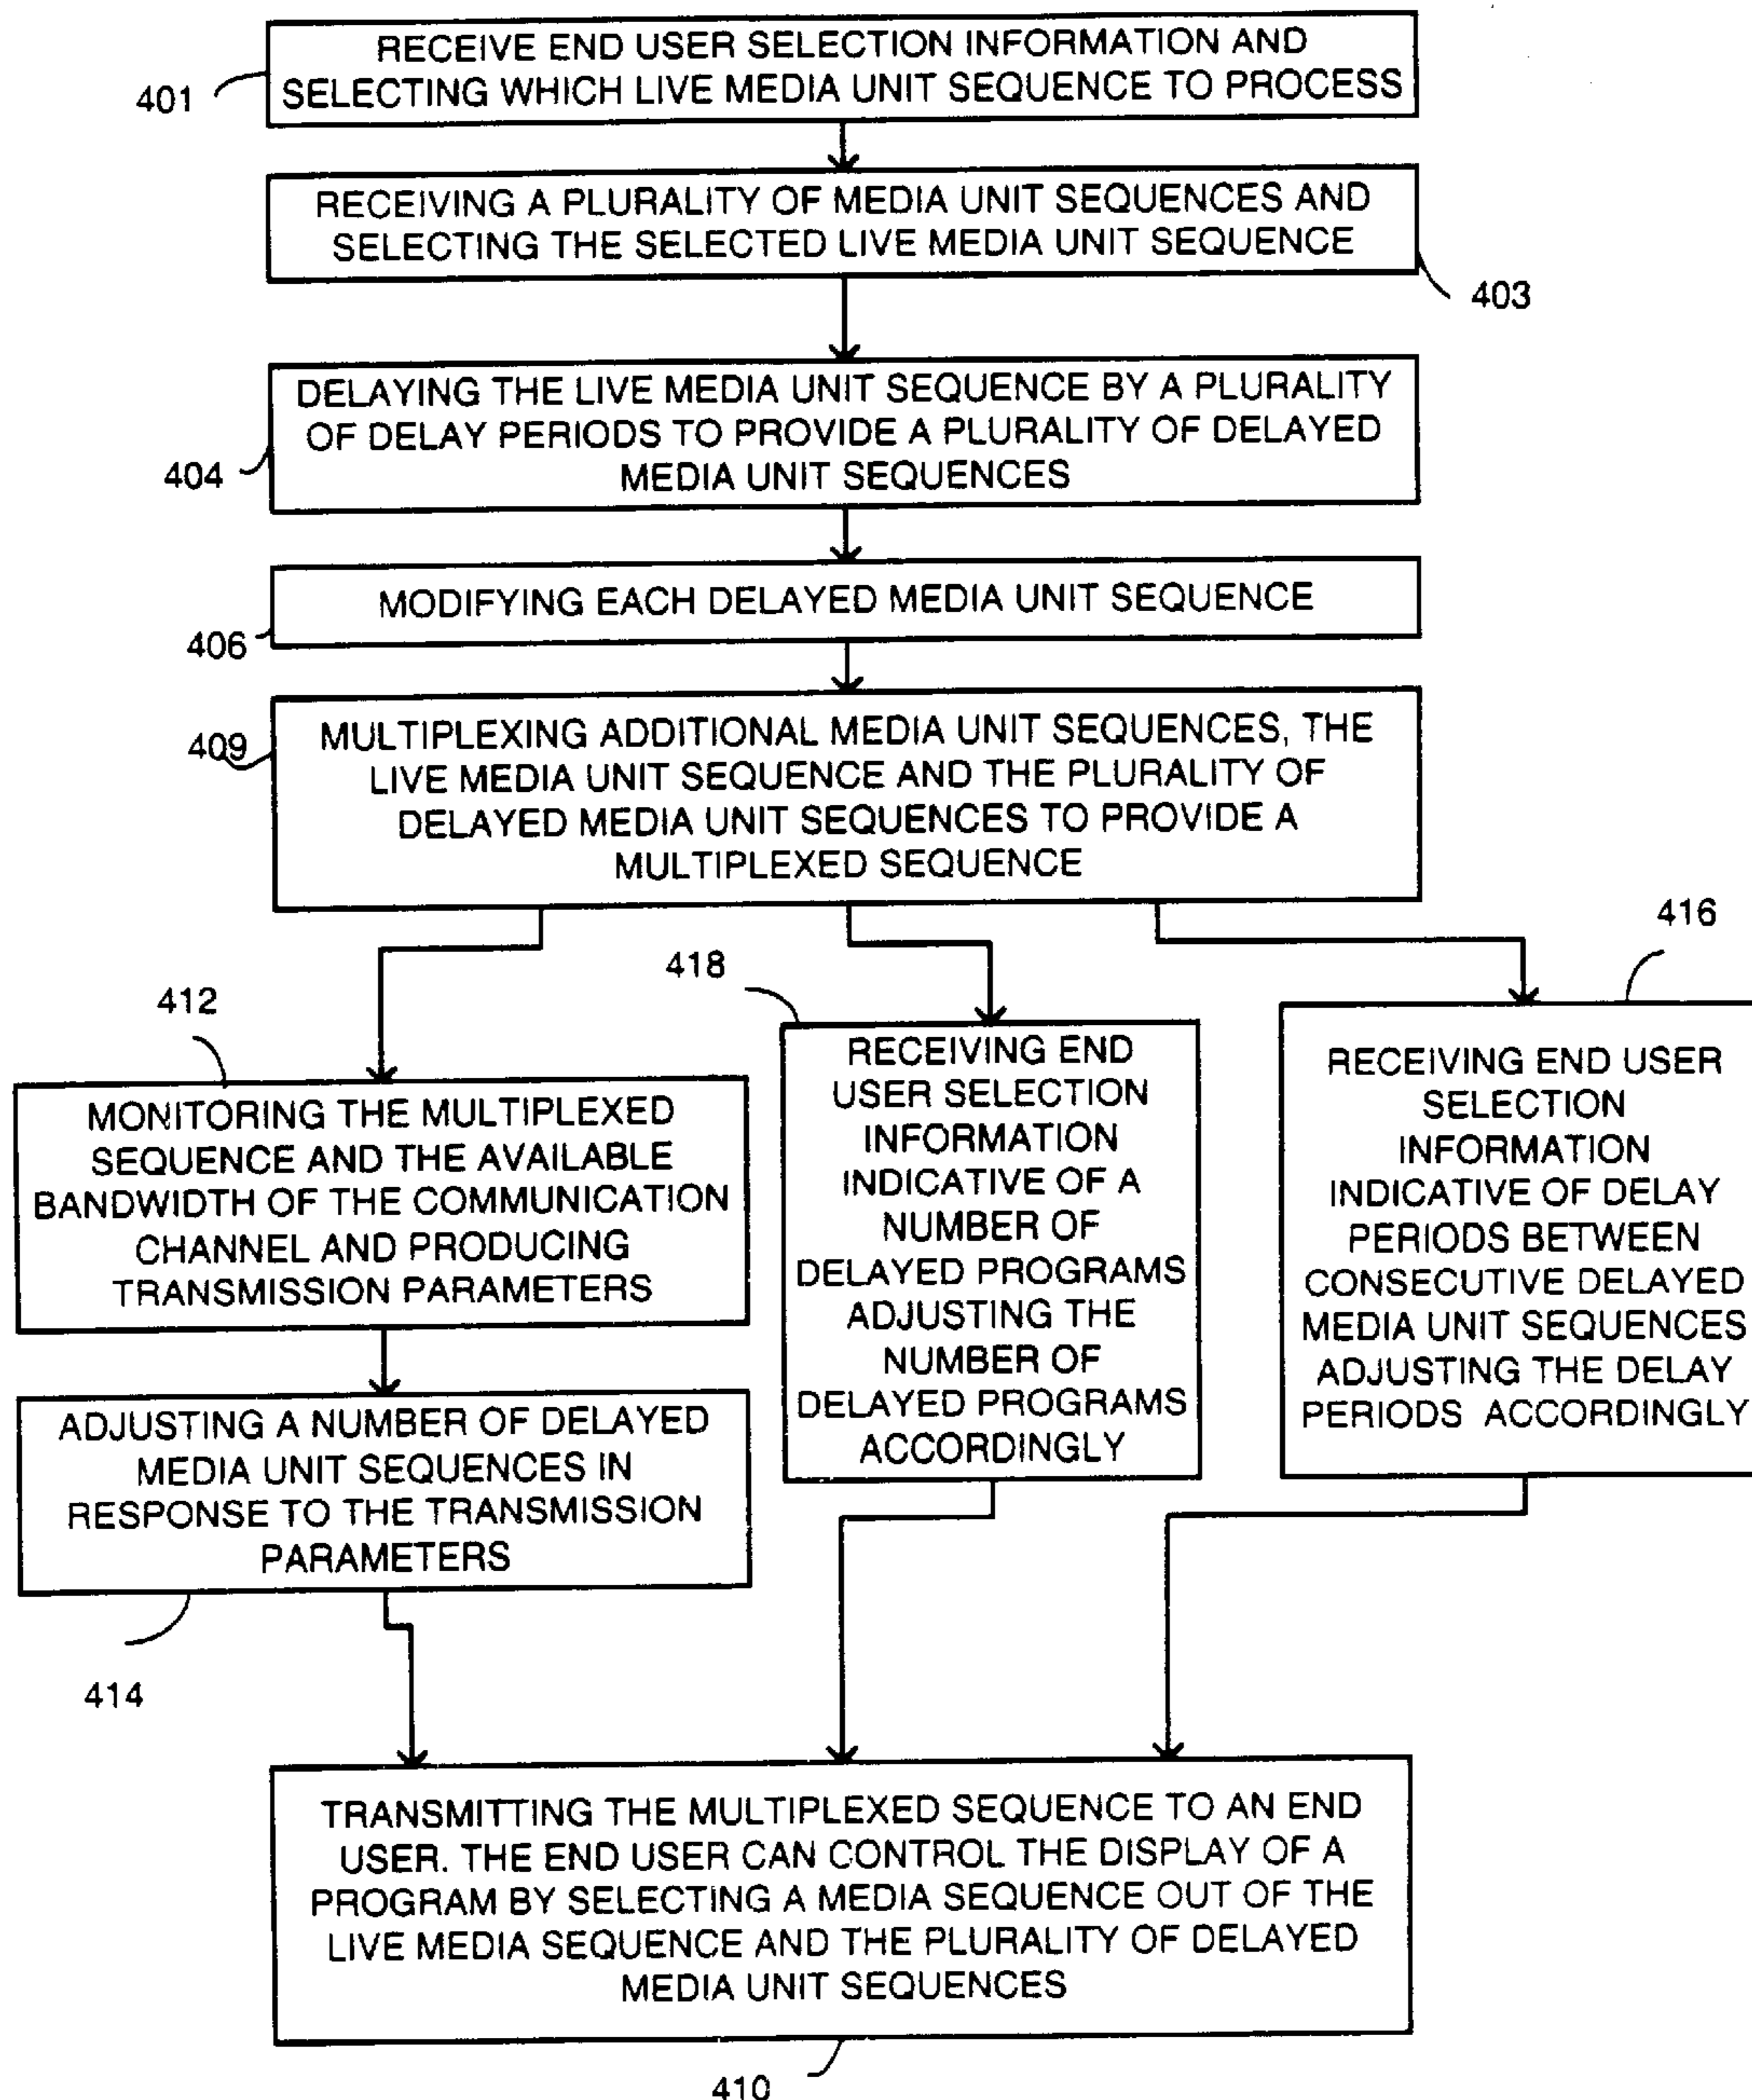 RECEIVE END USER SELECTION INFORMATION AND
SELECTING WHICH LIVE MEDIA UNIT SEQUENCE TO PROCESS
401
RECEIVING A PLURALITY OF MEDIA UNIT SEQUENCES AND
SELECTING THE SELECTED LIVE MEDIA UNIT SEQUENCE
403
DELAYING THE LIVE MEDIA UNIT SEQUENCE BY A PLURALITY
OF DELAY PERIODS TO PROVIDE A PLURALITY OF DELAYED
MEDIA UNIT SEQUENCES
404
MODIFYING EACH DELAYED MEDIA UNIT SEQUENCE
406
MULTIPLEXING ADDITIONAL MEDIA UNIT SEQUENCES, THE
LIVE MEDIA UNIT SEQUENCE AND THE PLURALITY OF
DELAYED MEDIA UNIT SEQUENCES TO PROVIDE A
MULTIPLEXED SEQUENCE
409
412
MONITORING THE MULTIPLEXED
SEQUENCE AND THE AVAILABLE
BANDWIDTH OF THE COMMUNICATION
CHANNEL AND PRODUCING
TRANSMISSION PARAMETERS
ADJUSTING A NUMBER OF DELAYED
MEDIA UNIT SEQUENCES IN
RESPONSE TO THE TRANSMISSION
PARAMETERS
414
418
RECEIVING END
USER SELECTION
INFORMATION
INDICATIVE OF A
NUMBER OF
DELAYED PROGRAMS
ADJUSTING THE
NUMBER OF
DELAYED PROGRAMS
ACCORDINGLY
416
RECEIVING END USER
SELECTION
INFORMATION
INDICATIVE OF DELAY
PERIODS BETWEEN
CONSECUTIVE DELAYED
MEDIA UNIT SEQUENCES
ADJUSTING THE DELAY
PERIODS ACCORDINGLY
TRANSMITTING THE MULTIPLEXED SEQUENCE TO AN END
USER. THE END USER CAN CONTROL THE DISPLAY OF A
PROGRAM BY SELECTING A MEDIA SEQUENCE OUT OF THE
LIVE MEDIA SEQUENCE AND THE PLURALITY OF DELAYED
MEDIA UNIT SEQUENCES
410